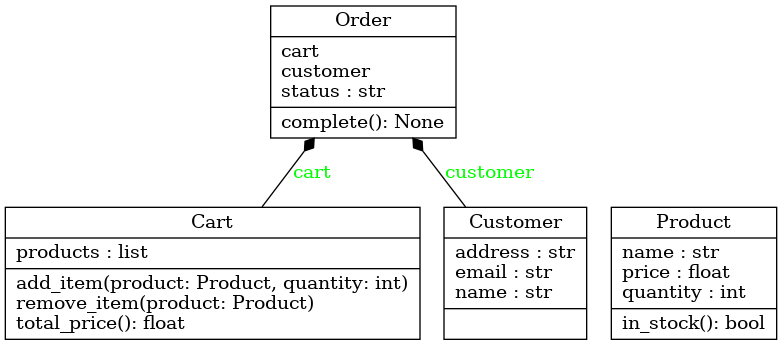 Order
cart
customer
status : str
complete(): None
cart
customer
Cart
products : list
add_item(product: Product, quantity: int)
remove_item(product: Product)
total_price(): float
Customer
address : str
email : str
name : str
Product
name : str
price : float
quantity : int
in_stock(): bool